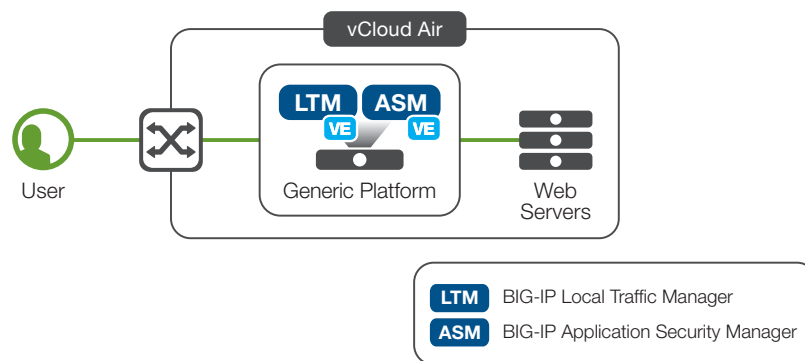 vCloud Air
LTM ASM
VE VE
User
Generic Platform
Web
Servers
LTM BIG-IP Local Traffic Manager
ASM BIG-IP Application Security Manager